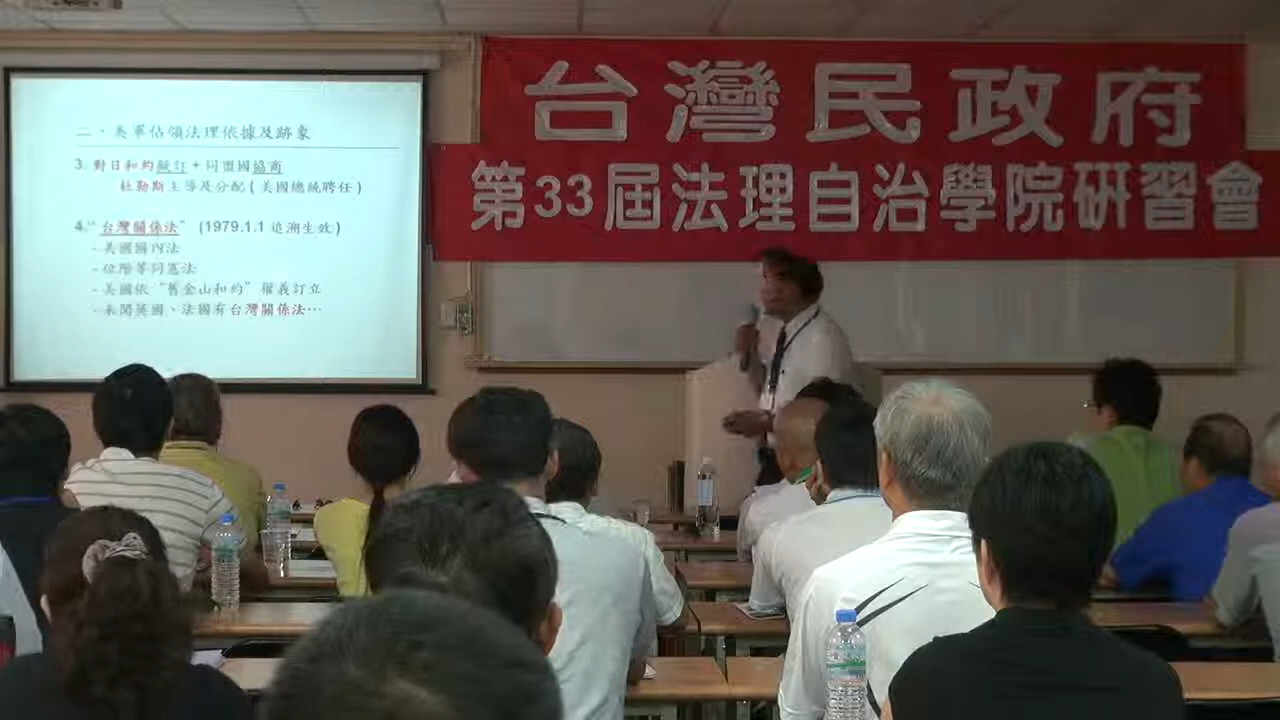 二、美軍佔領法理依據及跡象
3. 對日和約擬訂 + 同盟國協商
杜勒斯主導及分配 ( 美國總統聘任 )
4. “台灣關係法” (1979.1.1 追溯生效)
- 美國國內法
- 位階等同憲法
- 美國依 “舊金山和約” 權義訂立
- 未聞英國、法國有台灣關係法…
台灣民政府
第33屆法理自治學院研習會